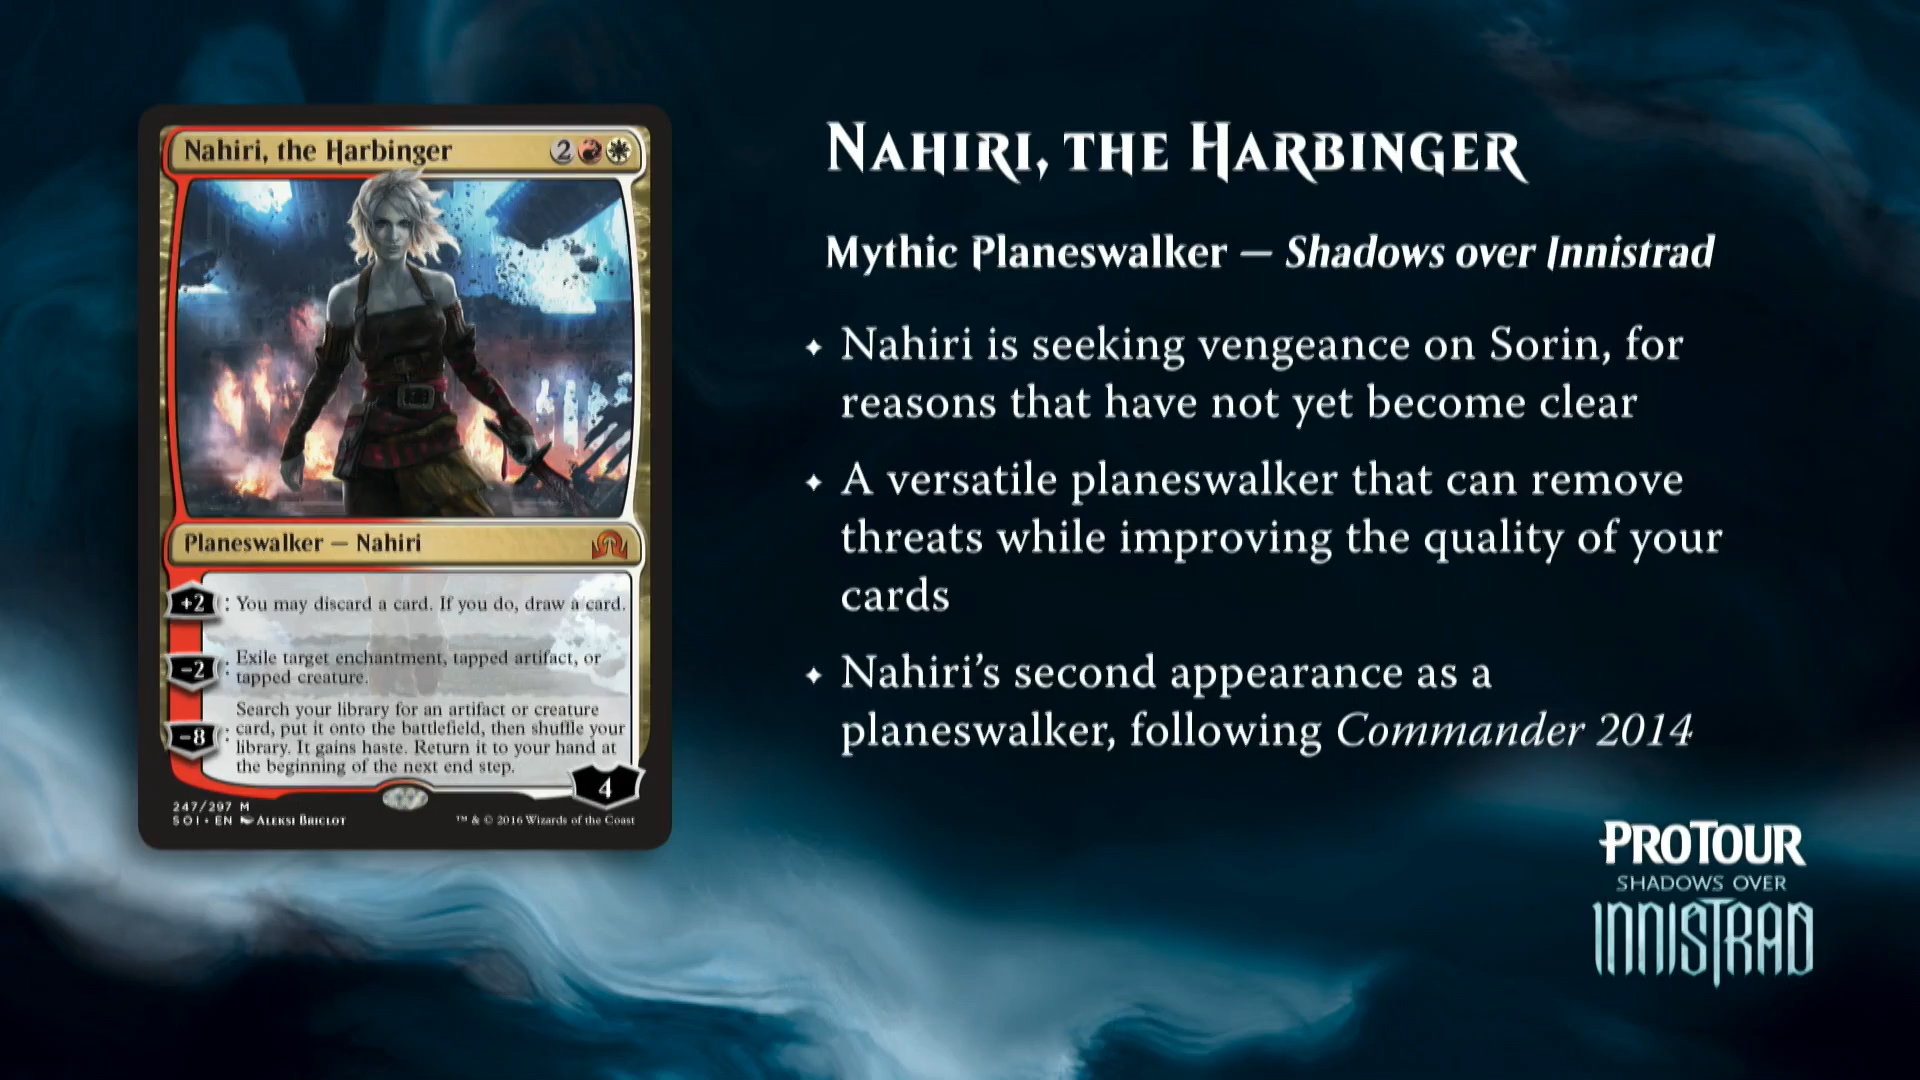 Nahiri, the Harbinger
2
Planeswalker — Nahiri
+2 : You may discard a card. If you do, draw a card.
-2 : Exile target enchantment, tapped artifact, or
tapped creature.
-8 : Search your library for an artifact or creature
card, put it onto the battlefield, then shuffle your
library. It gains haste. Return it to your hand at
the beginning of the next end step.
4
247/297 M
SOI • EN Aleksi Briclot
™ & © 2016 Wizards of the Coast
Nahiri, the Harbinger
Mythic Planeswalker — Shadows over Innistrad
Nahiri is seeking vengeance on Sorin, for
reasons that have not yet become clear
A versatile planeswalker that can remove
threats while improving the quality of your
cards
Nahiri's second appearance as a
planeswalker, following Commander 2014
PRO TOUR
SHADOWS OVER
INNISTRAD